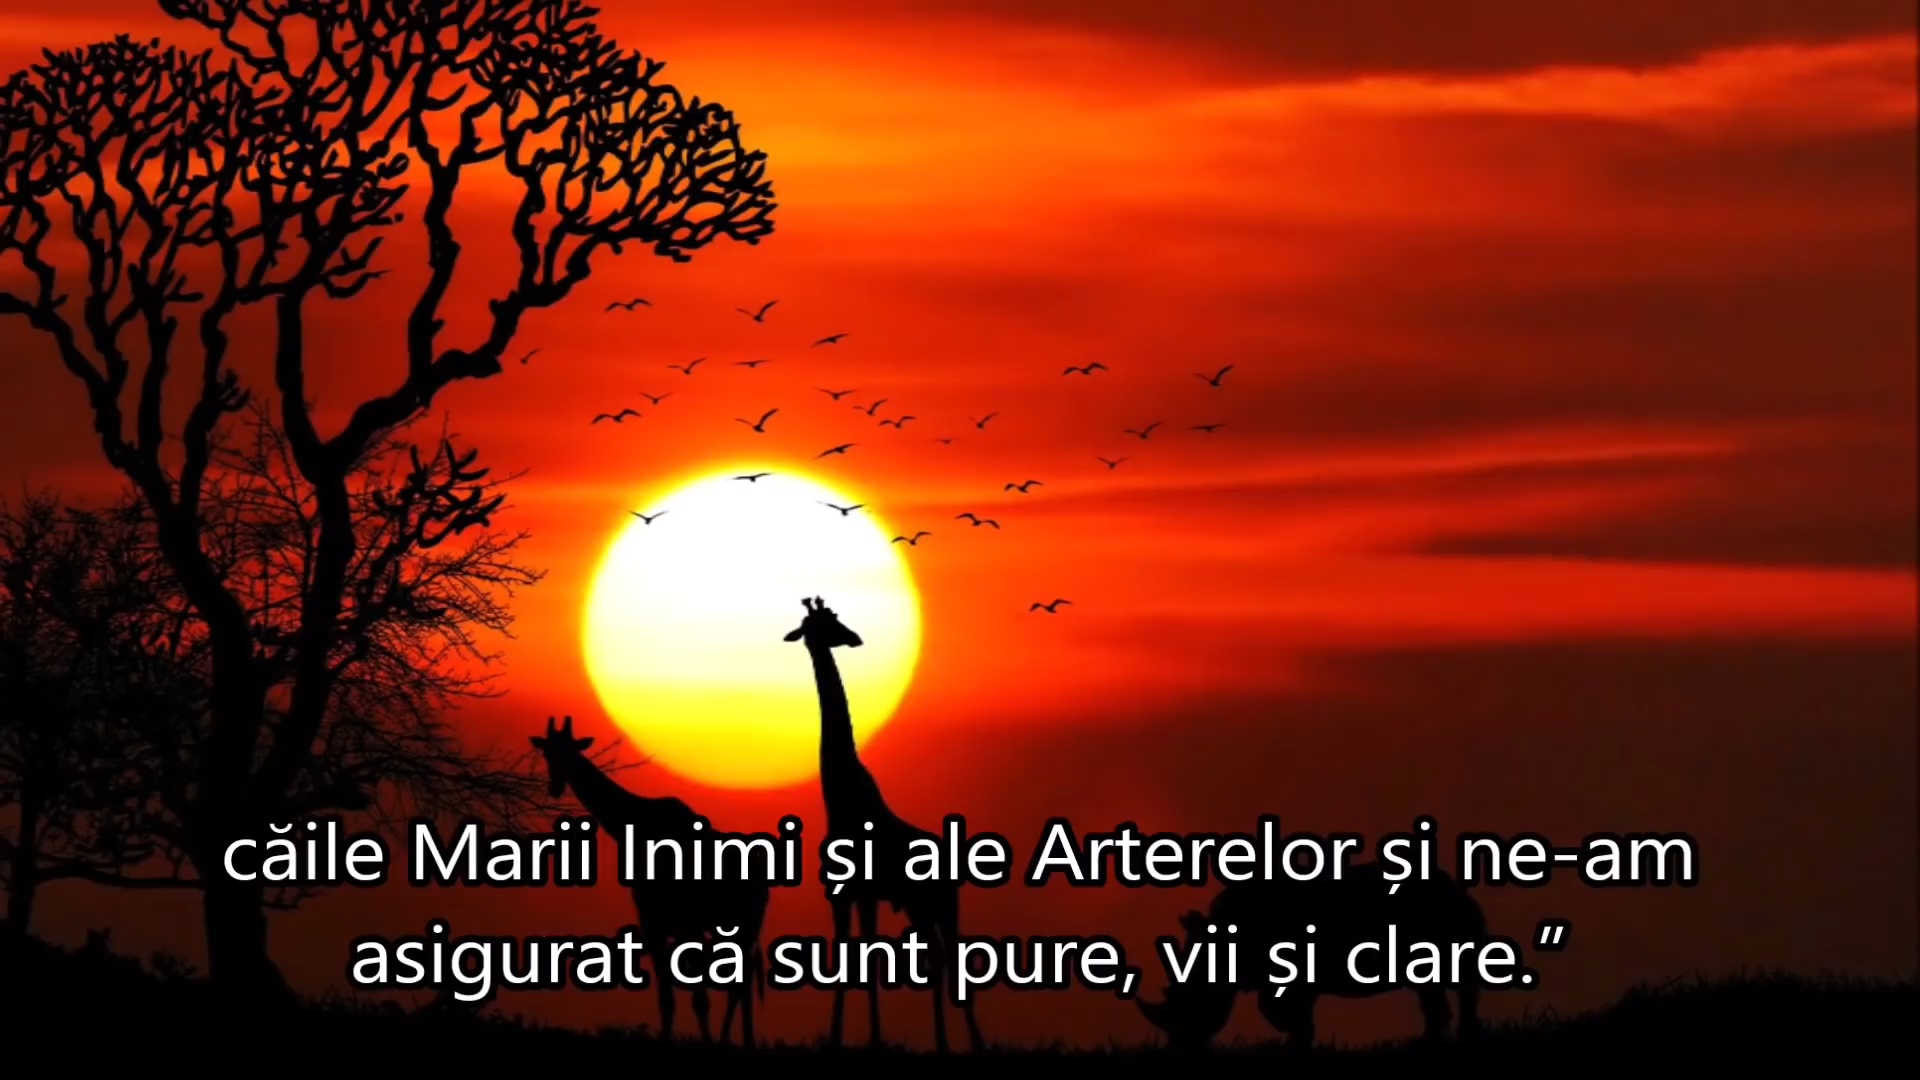 căile Marii Inimi și ale Arterelor și ne-am
asigurat că sunt pure, vii și clare.”